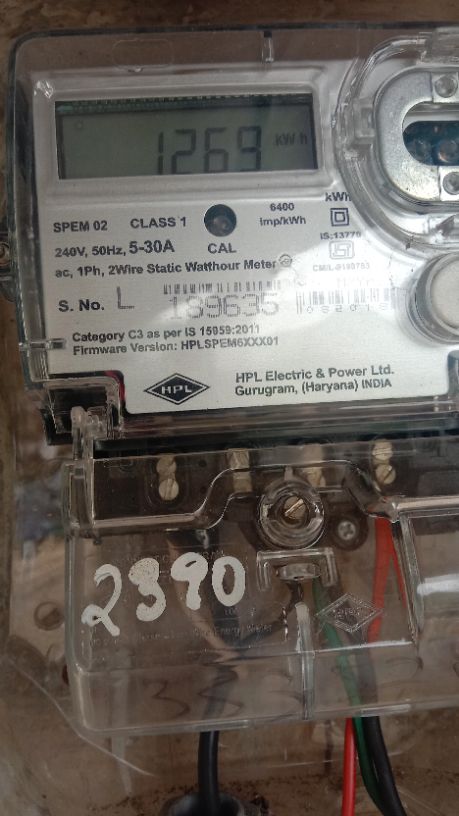 1269 kWh
kWh
6400
imp/kWh
SPEM 02 CLASS 1
IS:13779
240V, 50Hz, 5-30A CAL
ac, 1Ph, 2Wire Static Watthour Meter
S. No. L 189635
Category C3 as per IS 15959:2011
Firmware Version: HPLSPEM6XXX01
HPL
HPL Electric & Power Ltd.
Gurugram, (Haryana) INDIA
2390